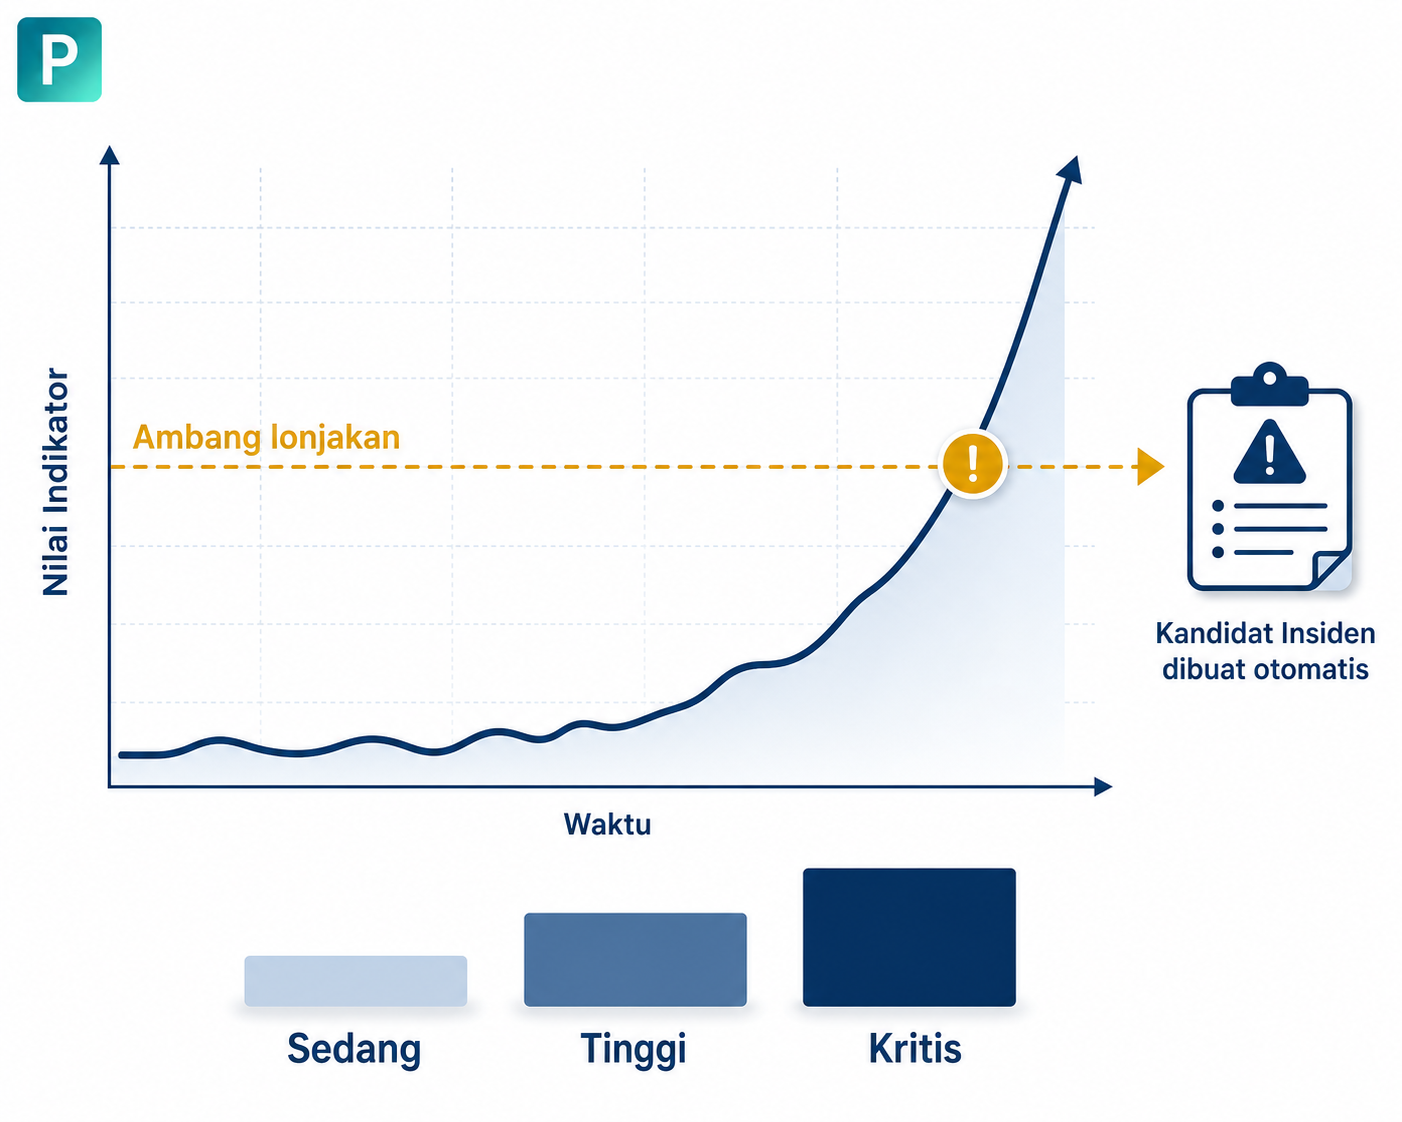 P
Ambang lonjakan
Nilai Indikator
Kandidat Insiden
dibuat otomatis
Waktu
Sedang
Tinggi
Kritis